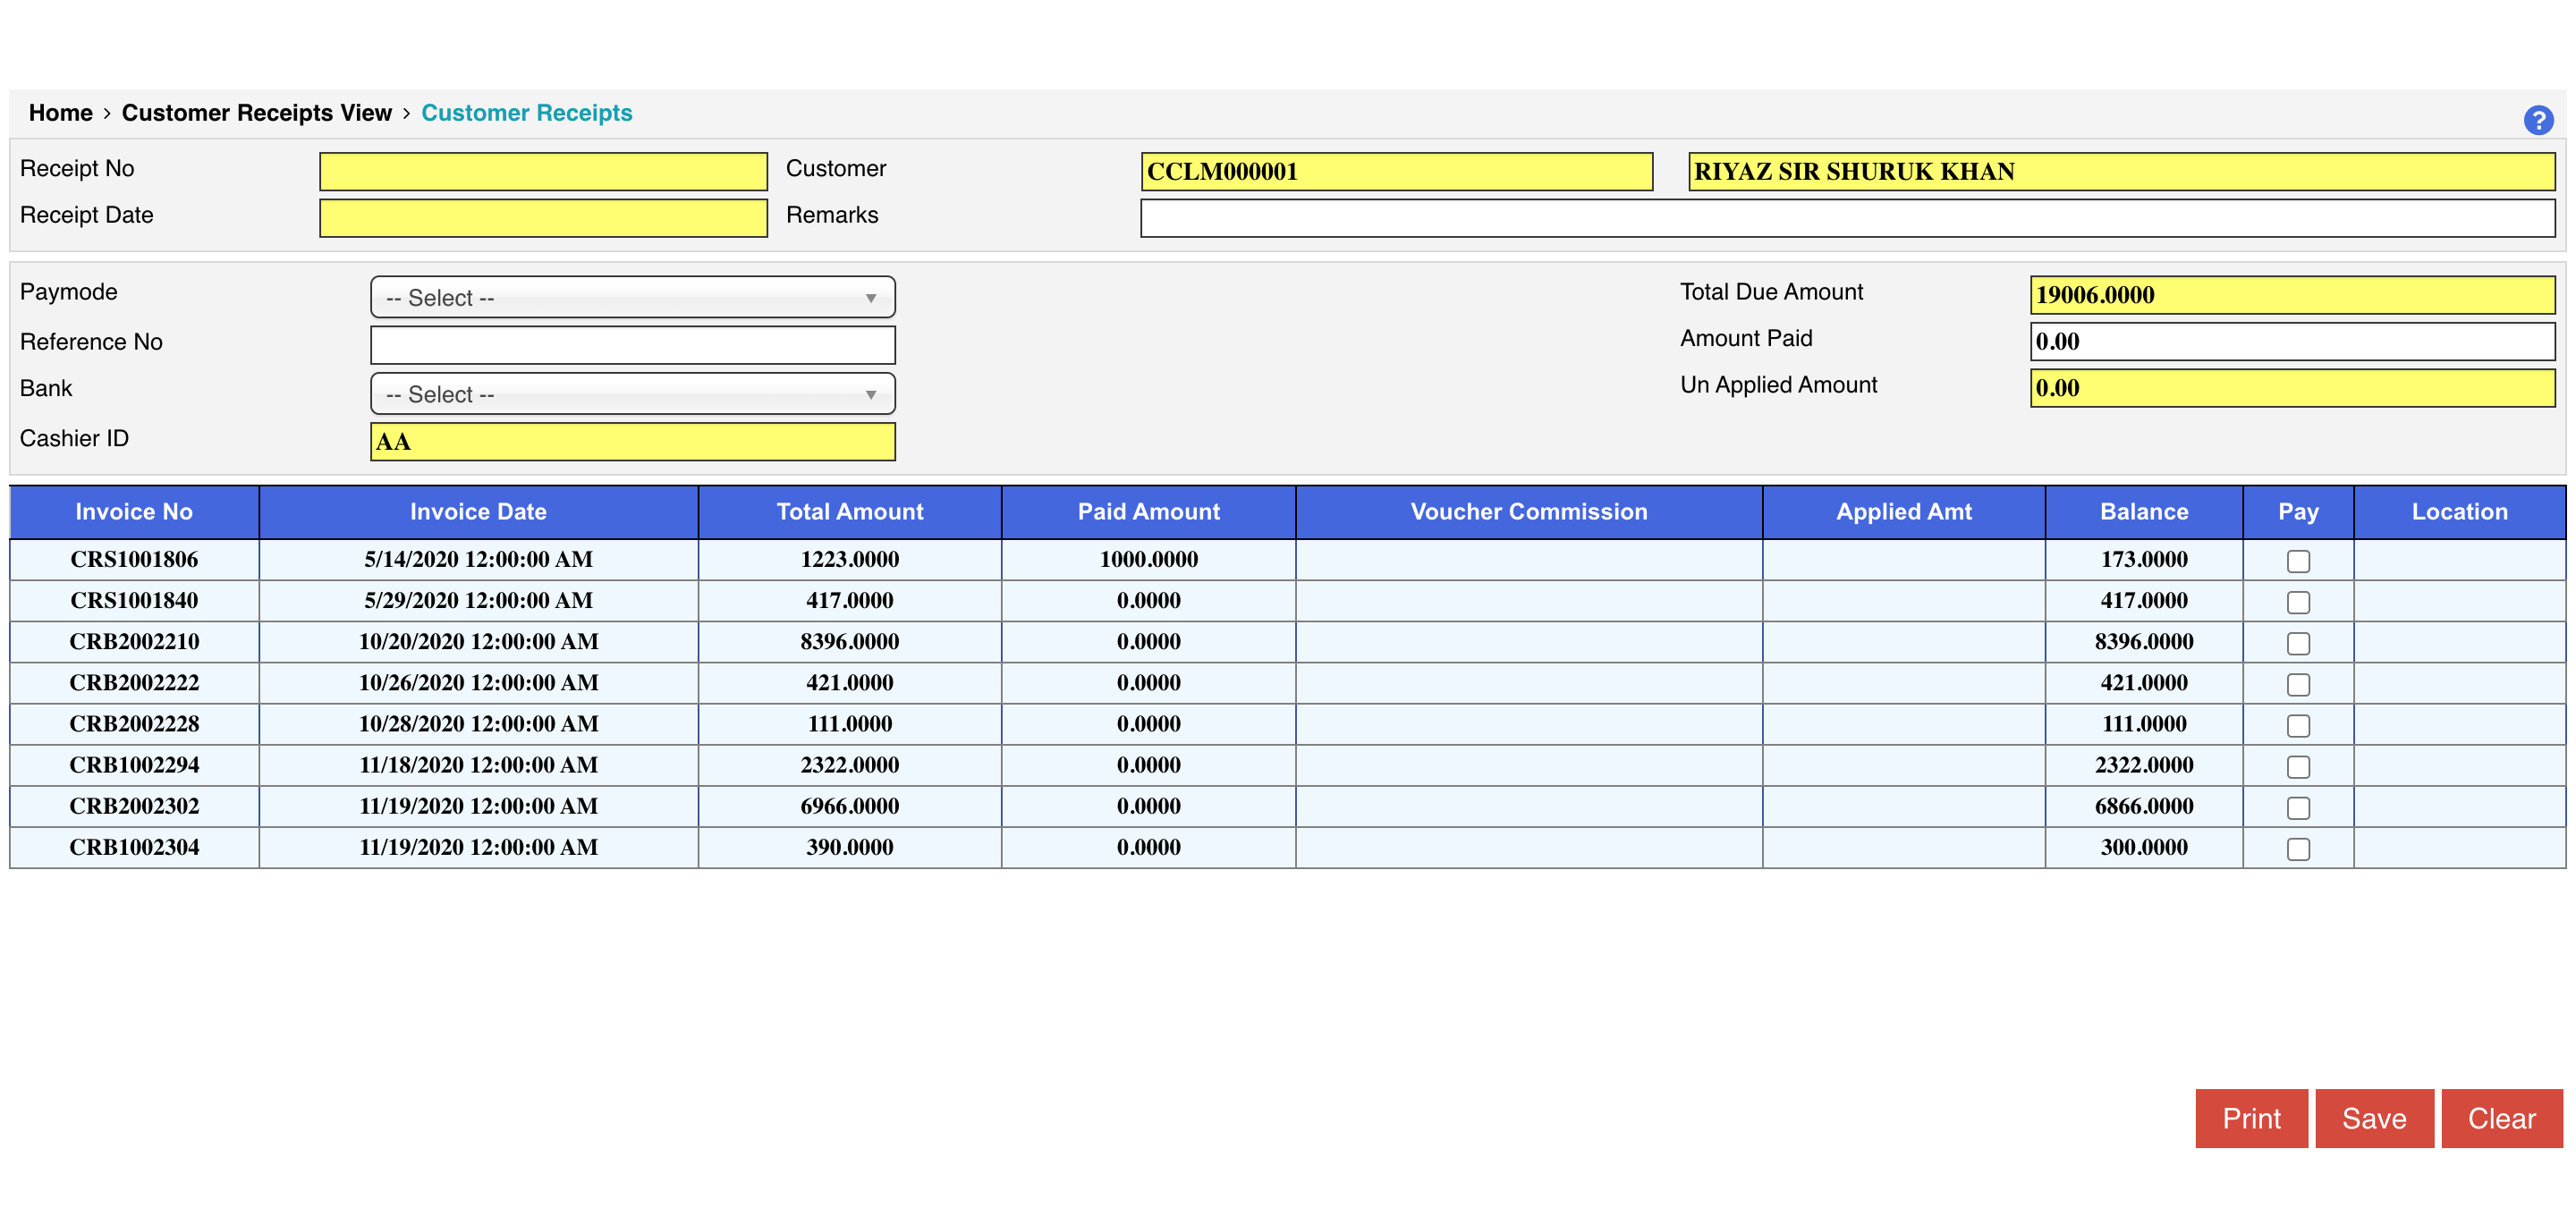 Home › Customer Receipts View › Customer Receipts
?
Receipt No Customer CCLM000001 RIYAZ SIR SHURUK KHAN
Receipt Date Remarks
Paymode -- Select -- Total Due Amount 19006.0000
Reference No Amount Paid 0.00
Bank -- Select -- Un Applied Amount 0.00
Cashier ID AA
Invoice No Invoice Date Total Amount Paid Amount Voucher Commission Applied Amt Balance Pay Location
CRS1001806 5/14/2020 12:00:00 AM 1223.0000 1000.0000 173.0000
CRS1001840 5/29/2020 12:00:00 AM 417.0000 0.0000 417.0000
CRB2002210 10/20/2020 12:00:00 AM 8396.0000 0.0000 8396.0000
CRB2002222 10/26/2020 12:00:00 AM 421.0000 0.0000 421.0000
CRB2002228 10/28/2020 12:00:00 AM 111.0000 0.0000 111.0000
CRB1002294 11/18/2020 12:00:00 AM 2322.0000 0.0000 2322.0000
CRB2002302 11/19/2020 12:00:00 AM 6966.0000 0.0000 6866.0000
CRB1002304 11/19/2020 12:00:00 AM 390.0000 0.0000 300.0000
Print Save Clear